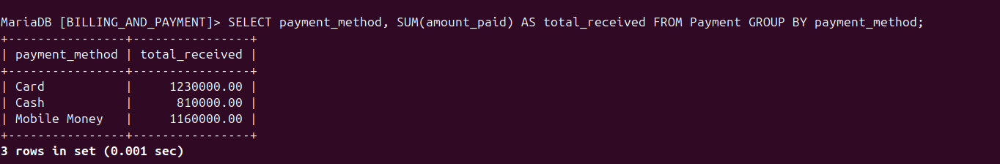 MariaDB [BILLING_AND_PAYMENT]> SELECT payment_method, SUM(amount_paid) AS total_received FROM Payment GROUP BY payment_method;
+----------------+----------------+
| payment_method | total_received |
+----------------+----------------+
| Card           |     1230000.00 |
| Cash           |      810000.00 |
| Mobile Money   |     1160000.00 |
+----------------+----------------+
3 rows in set (0.001 sec)